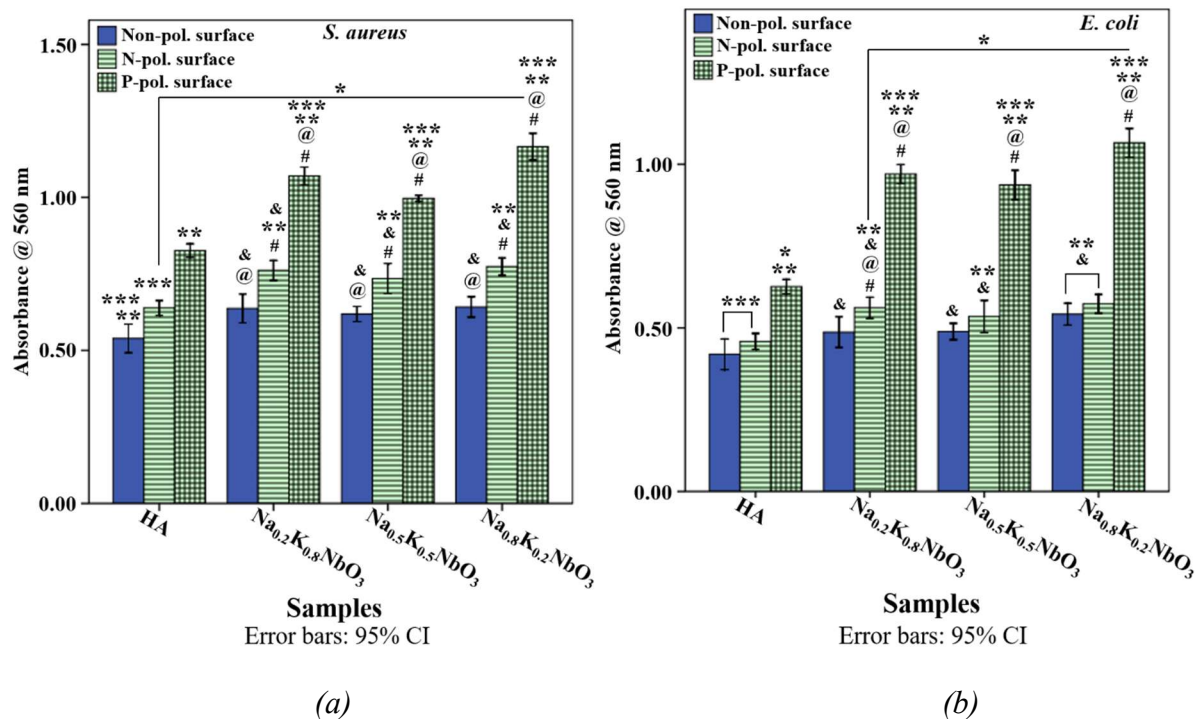 Non-pol. surface
N-pol. surface
P-pol. surface
S. aureus
1.50
1.00
0.50
0.00
Absorbance @ 560 nm
*
***
**
***
**
&
@
&
**
#
***
**
@
#
&
@
**
&
#
***
**
@
#
&
@
**
&
#
***
**
@
#
HA
Na0.2K0.8NbO3
Na0.5K0.5NbO3
Na0.8K0.2NbO3
Samples
Error bars: 95% CI
(a)
Non-pol. surface
N-pol. surface
P-pol. surface
E. coli
1.00
0.50
0.00
Absorbance @ 560 nm
*
***
*
**
&
**
&
@
#
***
**
@
#
&
**
&
***
**
@
#
**
&
***
**
@
#
HA
Na0.2K0.8NbO3
Na0.5K0.5NbO3
Na0.8K0.2NbO3
Samples
Error bars: 95% CI
(b)